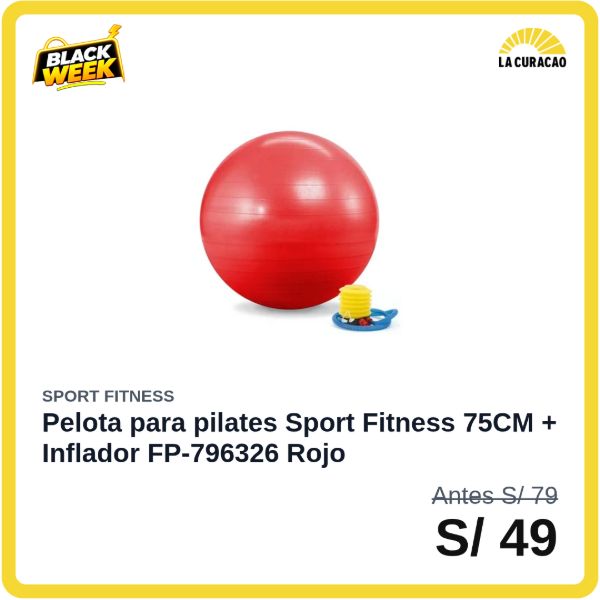 BLACK
WEEK
LA CURACAO
SPORT FITNESS
Pelota para pilates Sport Fitness 75CM +
Inflador FP-796326 Rojo
Antes S/ 79
S/ 49